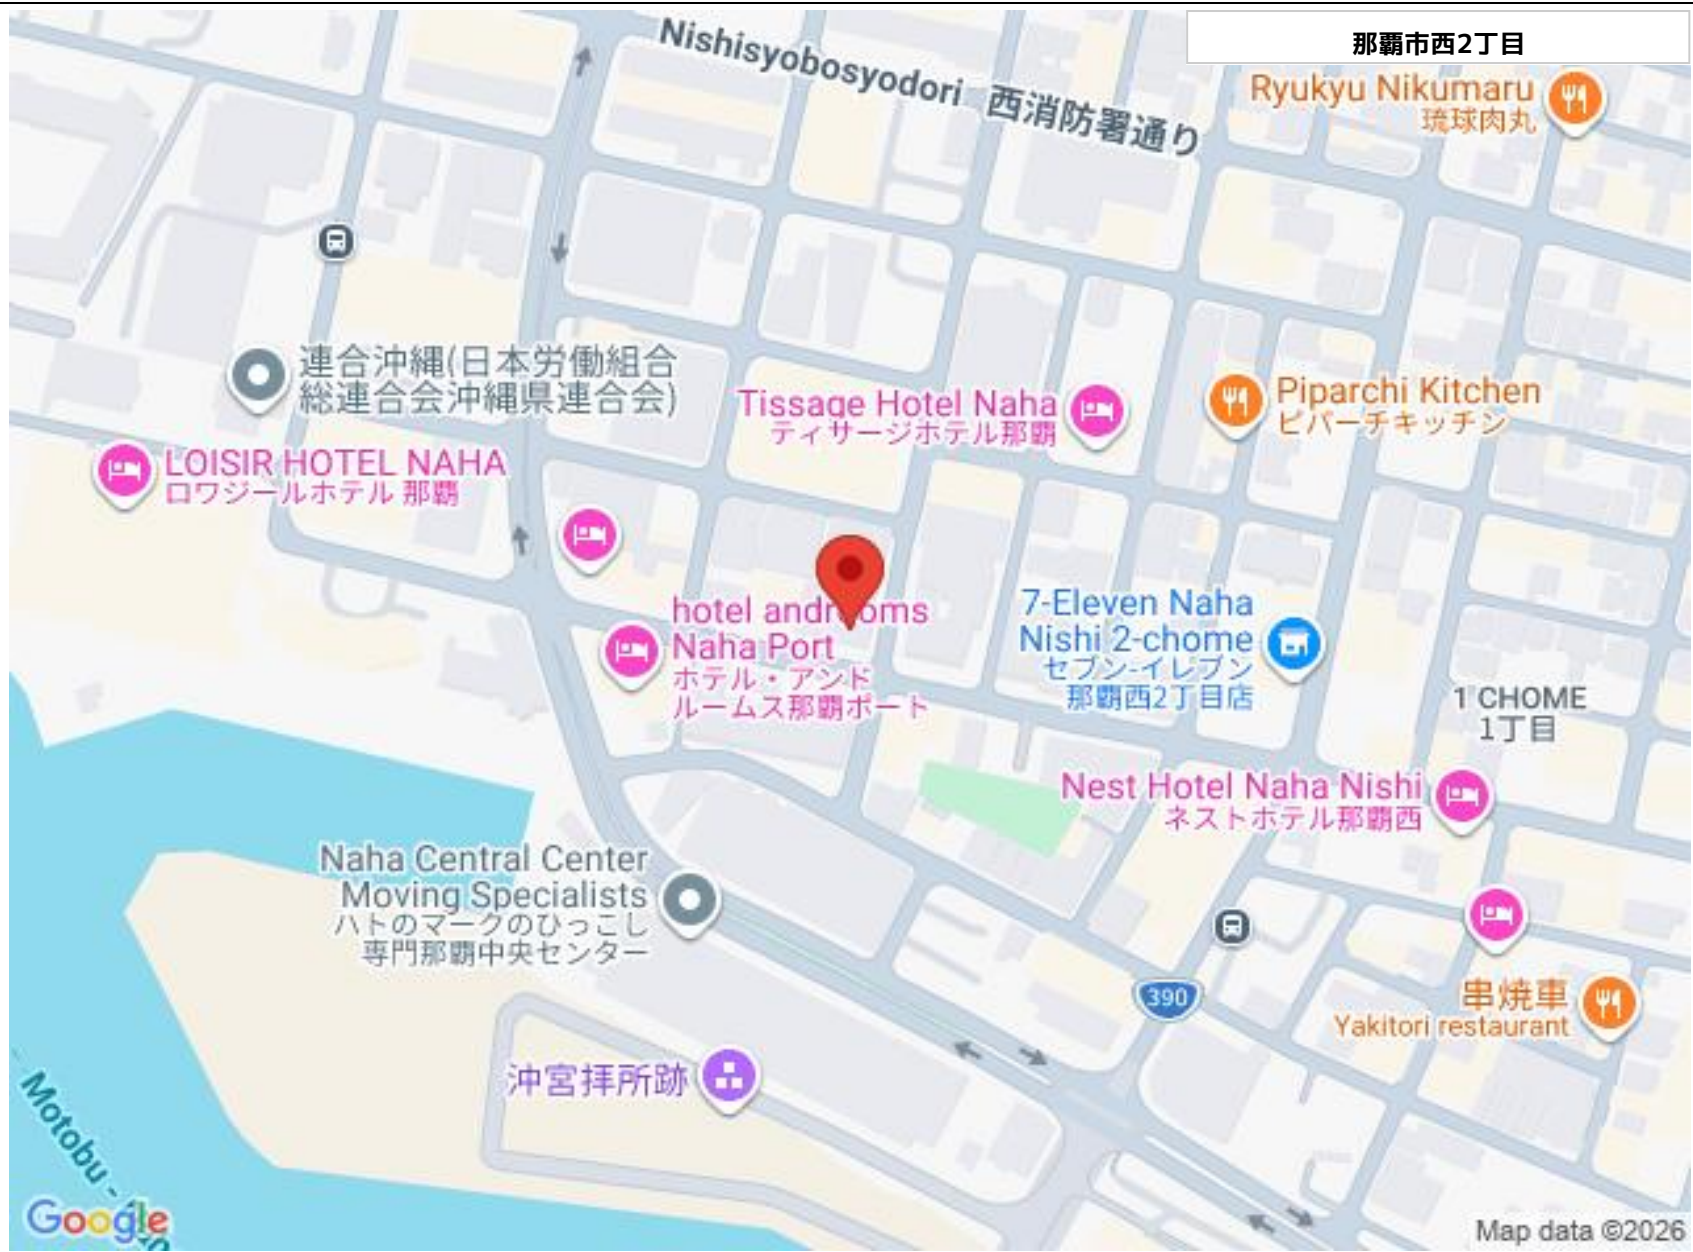 那覇市西2丁目
Nishisyobosyodori 西消防署通り
Ryukyu Nikumaru
琉球肉丸
連合沖縄(日本労働組合
総連合会沖縄県連合会)
Tissage Hotel Naha
ティサージホテル那覇
Piparchi Kitchen
ピパーチキッチン
LOISIR HOTEL NAHA
ロワジールホテル 那覇
hotel androoms
Naha Port
ホテル・アンド
ルームス那覇ポート
7-Eleven Naha
Nishi 2-chome
セブン-イレブン
那覇西2丁目店
1 CHOME
1丁目
Nest Hotel Naha Nishi
ネストホテル那覇西
Naha Central Center
Moving Specialists
ハトのマークのひっこし
専門那覇中央センター
390
串焼車
Yakitori restaurant
沖宮拝所跡
Motobu -
Google
Map data ©2026